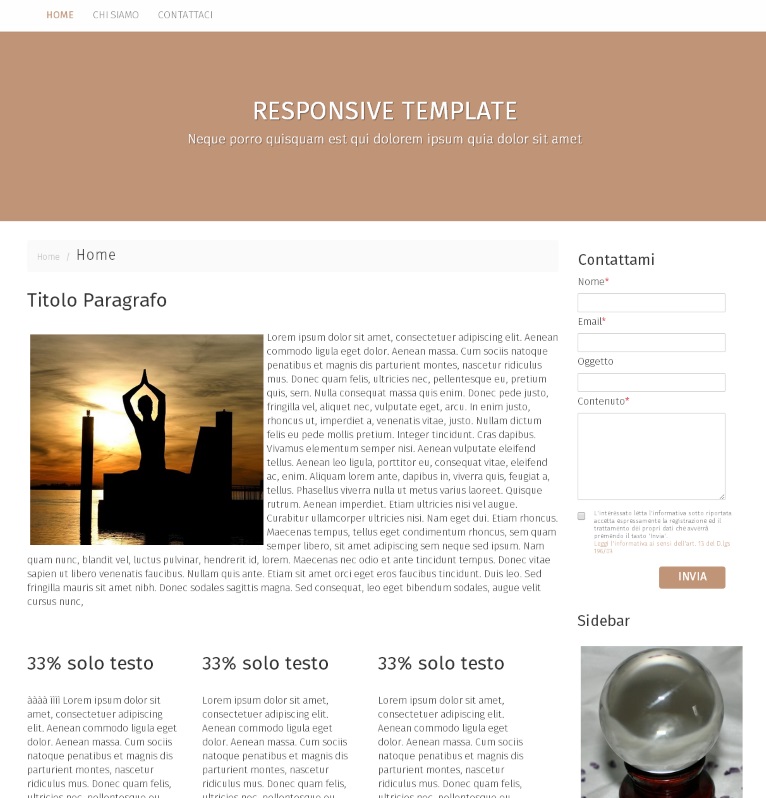 HOME CHI SIAMO CONTATTACI
RESPONSIVE TEMPLATE
Neque porro quisquam est qui dolorem ipsum quia dolor sit amet
Home / Home
Titolo Paragrafo
Lorem ipsum dolor sit amet, consectetuer adipiscing elit. Aenean
commodo ligula eget dolor. Aenean massa. Cum sociis natoque
penatibus et magnis dis parturient montes, nascetur ridiculus
mus. Donec quam felis, ultricies nec, pellentesque eu, pretium
quis, sem. Nulla consequat massa quis enim. Donec pede justo,
fringilla vel, aliquet nec, vulputate eget, arcu. In enim justo,
rhoncus ut, imperdiet a, venenatis vitae, justo. Nullam dictum
felis eu pede mollis pretium. Integer tincidunt. Cras dapibus.
Vivamus elementum semper nisi. Aenean vulputate eleifend
tellus. Aenean leo ligula, porttitor eu, consequat vitae, eleifend
ac, enim. Aliquam lorem ante, dapibus in, viverra quis, feugiat a,
tellus. Phasellus viverra nulla ut metus varius laoreet. Quisque
rutrum. Aenean imperdiet. Etiam ultricies nisi vel augue.
Curabitur ullamcorper ultricies nisi. Nam eget dui. Etiam rhoncus.
Maecenas tempus, tellus eget condimentum rhoncus, sem quam
semper libero, sit amet adipiscing sem neque sed ipsum. Nam
quam nunc, blandit vel, luctus pulvinar, hendrerit id, lorem. Maecenas nec odio et ante tincidunt tempus. Donec vitae
sapien ut libero venenatis faucibus. Nullam quis ante. Etiam sit amet orci eget eros faucibus tincidunt. Duis leo. Sed
fringilla mauris sit amet nibh. Donec sodales sagittis magna. Sed consequat, leo eget bibendum sodales, augue velit
cursus nunc,
33% solo testo
àààà ìììì Lorem ipsum dolor sit
amet, consectetuer adipiscing
elit. Aenean commodo ligula eget
dolor. Aenean massa. Cum sociis
natoque penatibus et magnis dis
parturient montes, nascetur
ridiculus mus. Donec quam felis,
ultricies nec, pellentesque eu,
33% solo testo
Lorem ipsum dolor sit amet,
consectetuer adipiscing elit.
Aenean commodo ligula eget
dolor. Aenean massa. Cum sociis
natoque penatibus et magnis dis
parturient montes, nascetur
ridiculus mus. Donec quam felis,
ultricies nec, pellentesque eu,
33% solo testo
Lorem ipsum dolor sit amet,
consectetuer adipiscing elit.
Aenean commodo ligula eget
dolor. Aenean massa. Cum sociis
natoque penatibus et magnis dis
parturient montes, nascetur
ridiculus mus. Donec quam felis,
ultricies nec, pellentesque eu,
Contattami
Nome*
Email*
Oggetto
Contenuto*
L'interessato letta l'informativa sotto riportata
accetta espressamente la registrazione ed il
trattamento dei propri dati che avverrà
premendo il tasto "Invia".
Leggi l'informativa ai sensi dell'art. 13 del D.lgs
196/03
INVIA
Sidebar